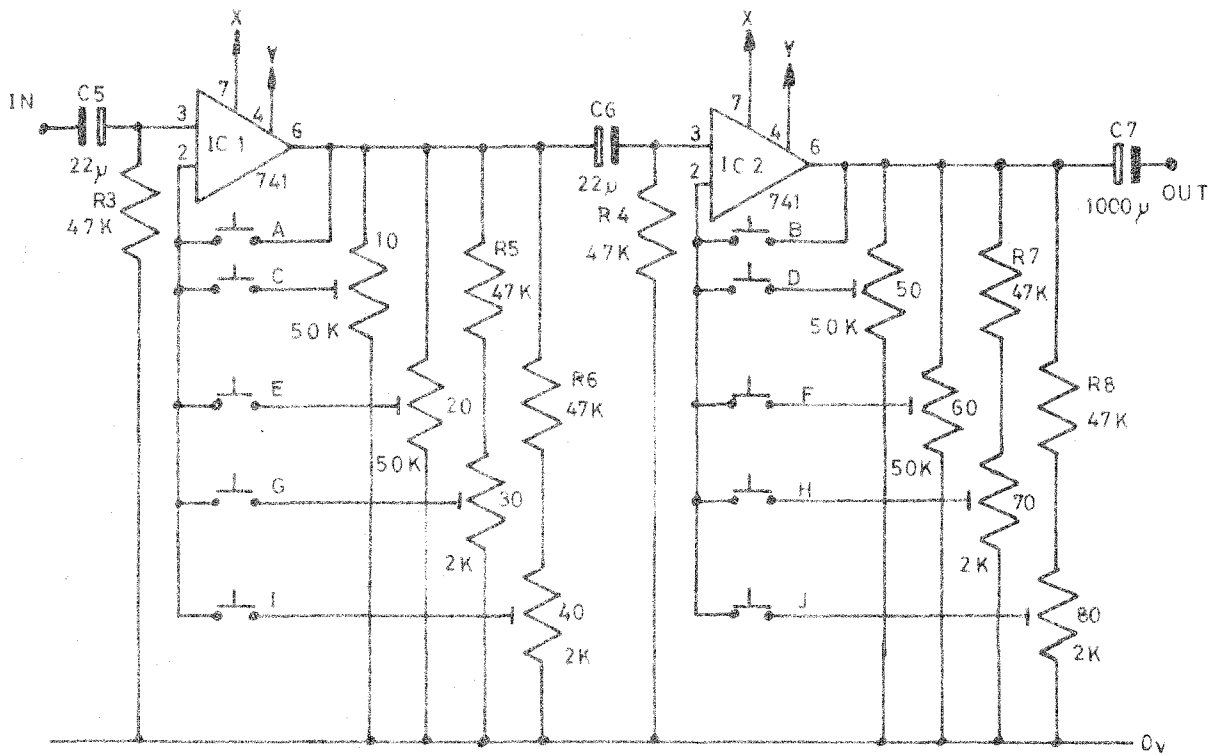 X
Y
X
Y
IN
C5
22µ
3
2
7
4
6
IC 1
741
C6
22µ
3
2
7
4
6
IC 2
741
C7
1000µ
OUT
R3
47K
A
10
R5
47K
R4
47K
B
R7
47K
C
50K
D
50
50K
E
20
R6
47K
F
60
R8
47K
50K
G
30
2K
50K
H
70
2K
I
40
2K
J
80
2K
0v